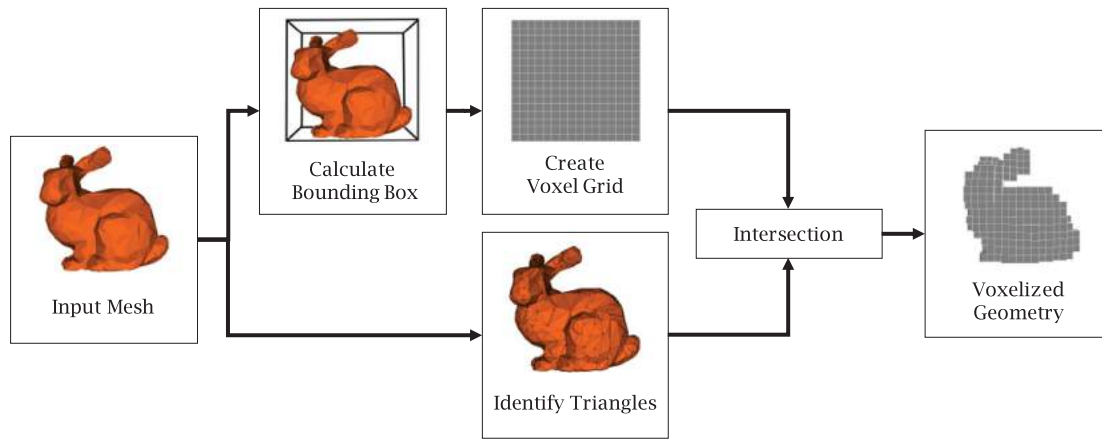 Input Mesh
Calculate
Bounding Box
Create
Voxel Grid
Identify Triangles
Intersection
Voxelized
Geometry